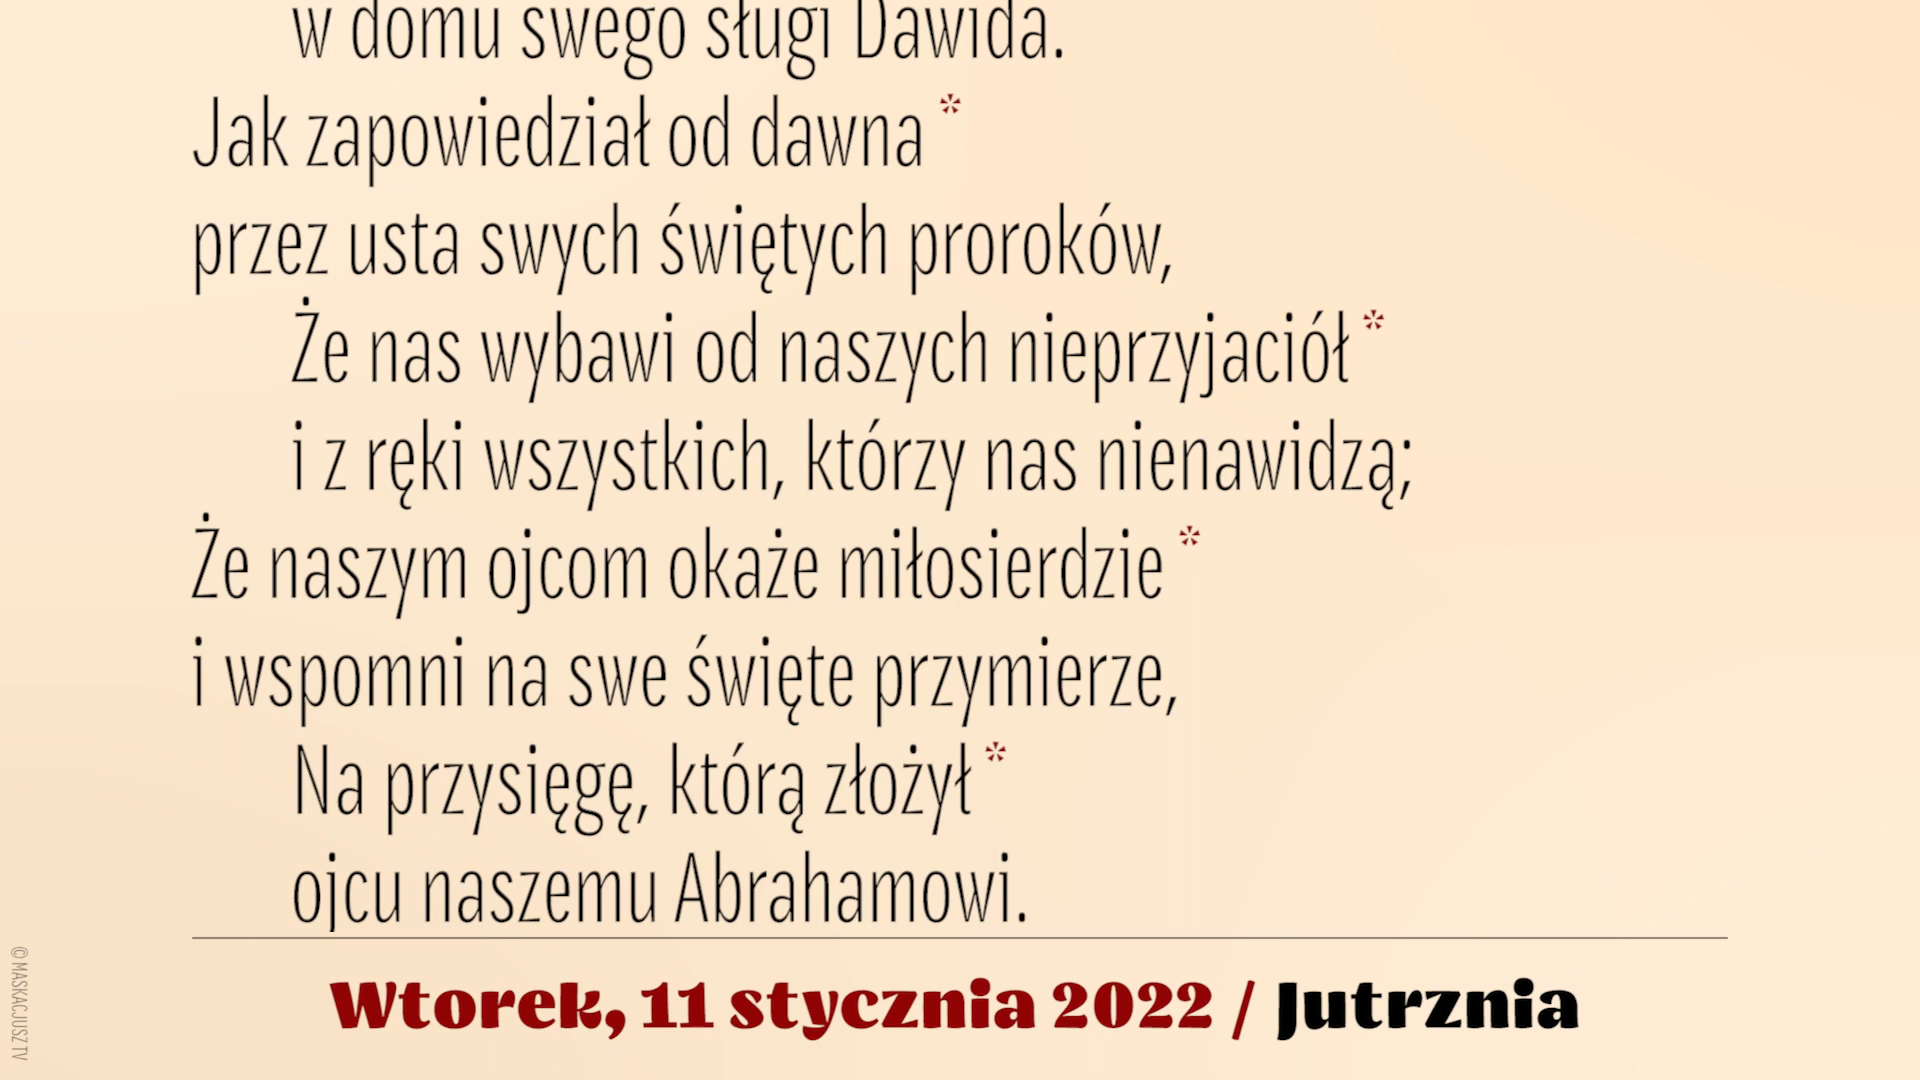 w domu swego sługi Dawida.
Jak zapowiedział od dawna *
przez usta swych świętych proroków,
Że nas wybawi od naszych nieprzyjaciół *
i z ręki wszystkich, którzy nas nienawidzą;
Że naszym ojcom okaże miłosierdzie *
i wspomni na swe święte przymierze,
Na przysięgę, którą złożył *
ojcu naszemu Abrahamowi.
Wtorek, 11 stycznia 2022 / Jutrznia
© MASKACJUSZ TV